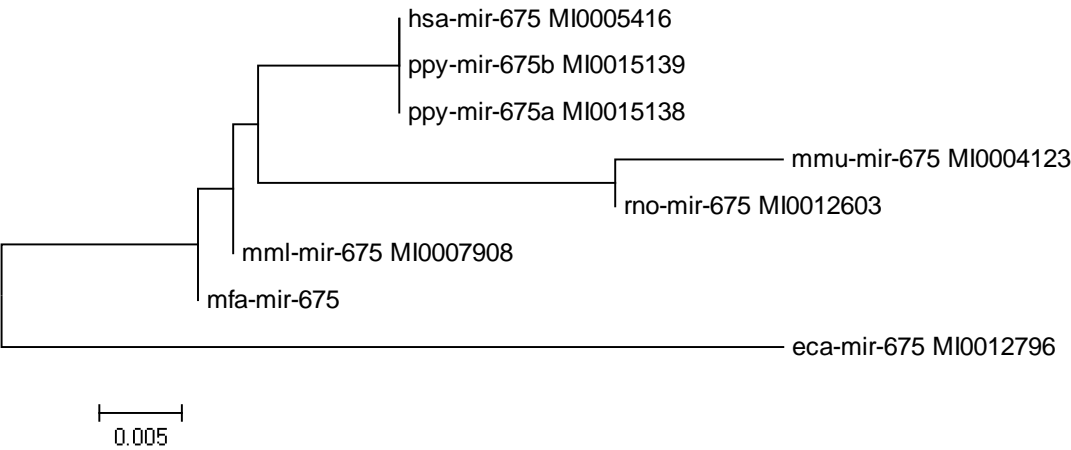 hsa-mir-675 MI0005416
ppy-mir-675b MI0015139
ppy-mir-675a MI0015138
mmu-mir-675 MI0004123
rno-mir-675 MI0012603
mml-mir-675 MI0007908
mfa-mir-675
eca-mir-675 MI0012796
0.005